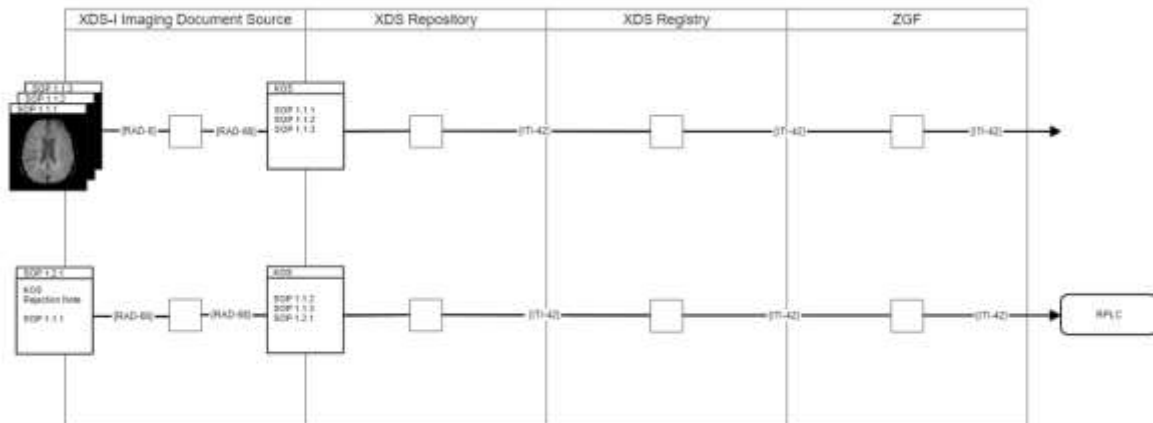 XDS-I Imaging Document Source
XDS Repository
XDS Registry
ZGF
SOP 1.1.3
SOP 1.1.2
SOP 1.1.1
[RAD-8]
[RAD-68]
KOS
SOP 1.1.1
SOP 1.1.2
SOP 1.1.3
[ITI-42]
[ITI-42]
[ITI-42]
SOP 1.2.1
KOS
Rejection Note
SOP 1.1.1
[RAD-66]
[RAD-68]
KOS
SOP 1.1.2
SOP 1.1.3
SOP 1.2.1
[ITI-42]
[ITI-42]
[ITI-42]
RPLC